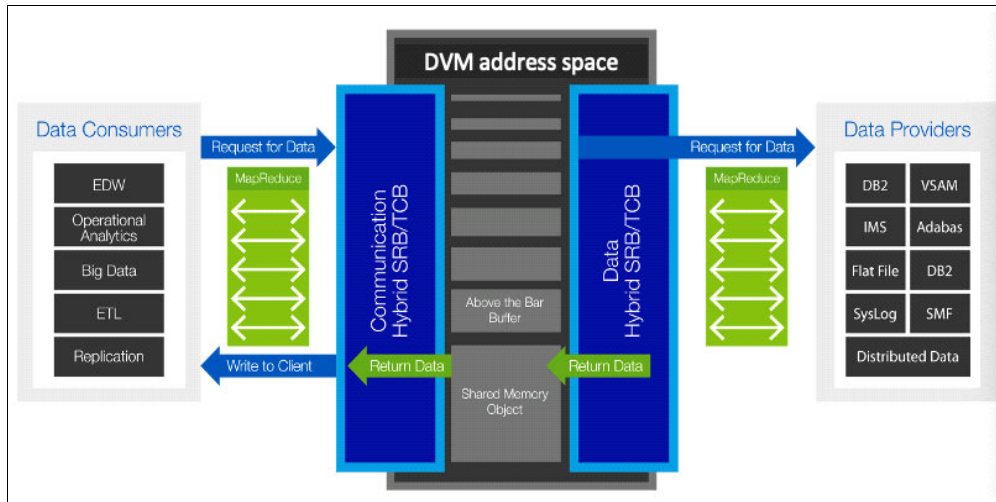 DVM address space
Data Consumers
EDW
Operational
Analytics
Big Data
ETL
Replication
Request for Data
MapReduce
Write to Client
Communication
Hybrid SRB/TCB
Return Data
Above the Bar
Buffer
Shared Memory
Object
Data
Hybrid SRB/TCB
Return Data
Request for Data
MapReduce
Data Providers
DB2
VSAM
IMS
Adabas
Flat File
DB2
SysLog
SMF
Distributed Data